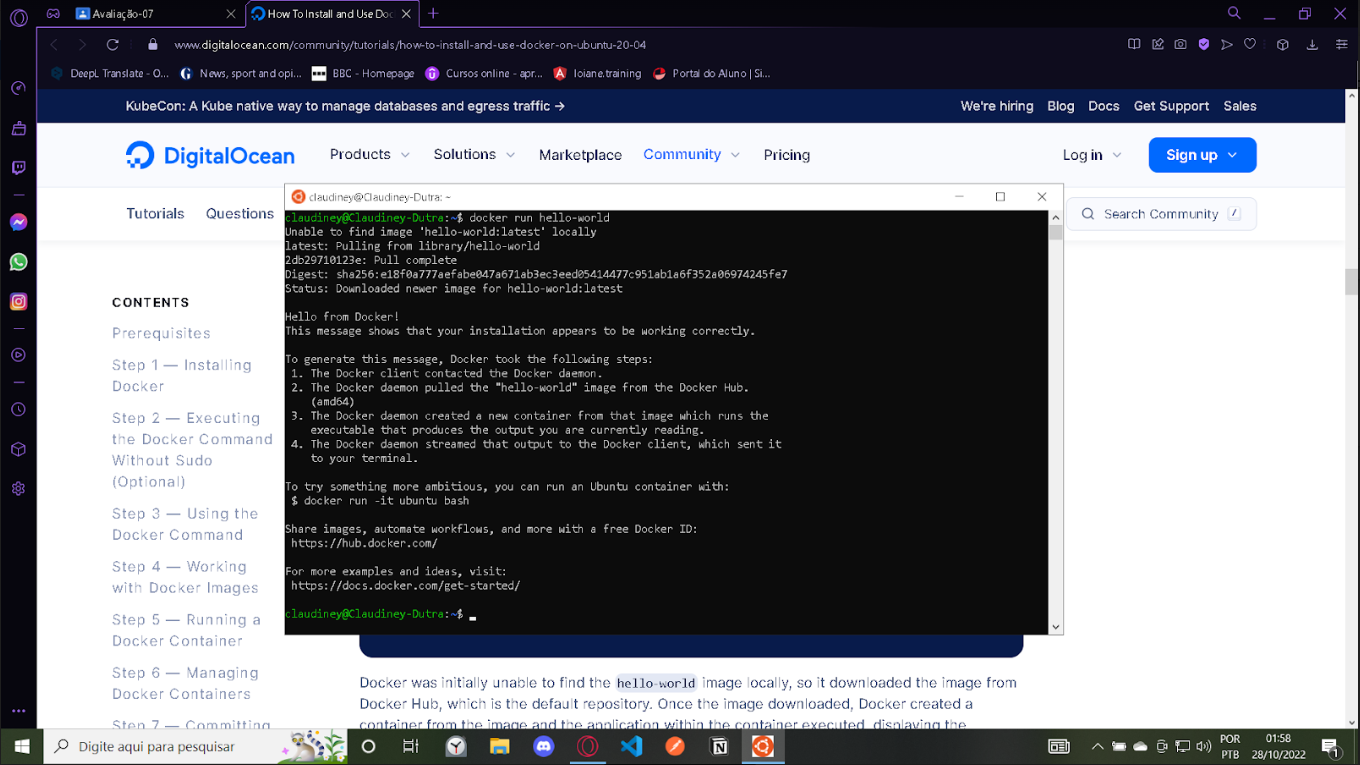 Avaliação-07
How To Install and Use Doc
www.digitalocean.com/community/tutorials/how-to-install-and-use-docker-on-ubuntu-20-04
DeepL Translate - O... News, sport and opi... BBC - Homepage Cursos online - apr... loiane.training Portal do Aluno | Si...
KubeCon: A Kube native way to manage databases and egress traffic → We're hiring Blog Docs Get Support Sales
DigitalOcean Products Solutions Marketplace Community Pricing Log in Sign up
Tutorials Questions Search Community /
claudiney@Claudiney-Dutra: ~
claudiney@Claudiney-Dutra:~$ docker run hello-world
Unable to find image 'hello-world:latest' locally
latest: Pulling from library/hello-world
2db29710123e: Pull complete
Digest: sha256:e18f0a777aefabe047a671ab3ec3eed05414477c951ab1a6f352a06974245fe7
Status: Downloaded newer image for hello-world:latest
Hello from Docker!
This message shows that your installation appears to be working correctly.
To generate this message, Docker took the following steps:
1. The Docker client contacted the Docker daemon.
2. The Docker daemon pulled the "hello-world" image from the Docker Hub.
(amd64)
3. The Docker daemon created a new container from that image which runs the
executable that produces the output you are currently reading.
4. The Docker daemon streamed that output to the Docker client, which sent it
to your terminal.
To try something more ambitious, you can run an Ubuntu container with:
$ docker run -it ubuntu bash
Share images, automate workflows, and more with a free Docker ID:
https://hub.docker.com/
For more examples and ideas, visit:
https://docs.docker.com/get-started/
claudiney@Claudiney-Dutra:~$
CONTENTS
Prerequisites
Step 1 — Installing
Docker
Step 2 — Executing
the Docker Command
Without Sudo
(Optional)
Step 3 — Using the
Docker Command
Step 4 — Working
with Docker Images
Step 5 — Running a
Docker Container
Step 6 — Managing
Docker Containers
Step 7 — Committing
Docker was initially unable to find the hello-world image locally, so it downloaded the image from
Docker Hub, which is the default repository. Once the image downloaded, Docker created a
container from the image and the application within the container executed, displaying the
Digite aqui para pesquisar
POR
PTB
01:58
28/10/2022
1